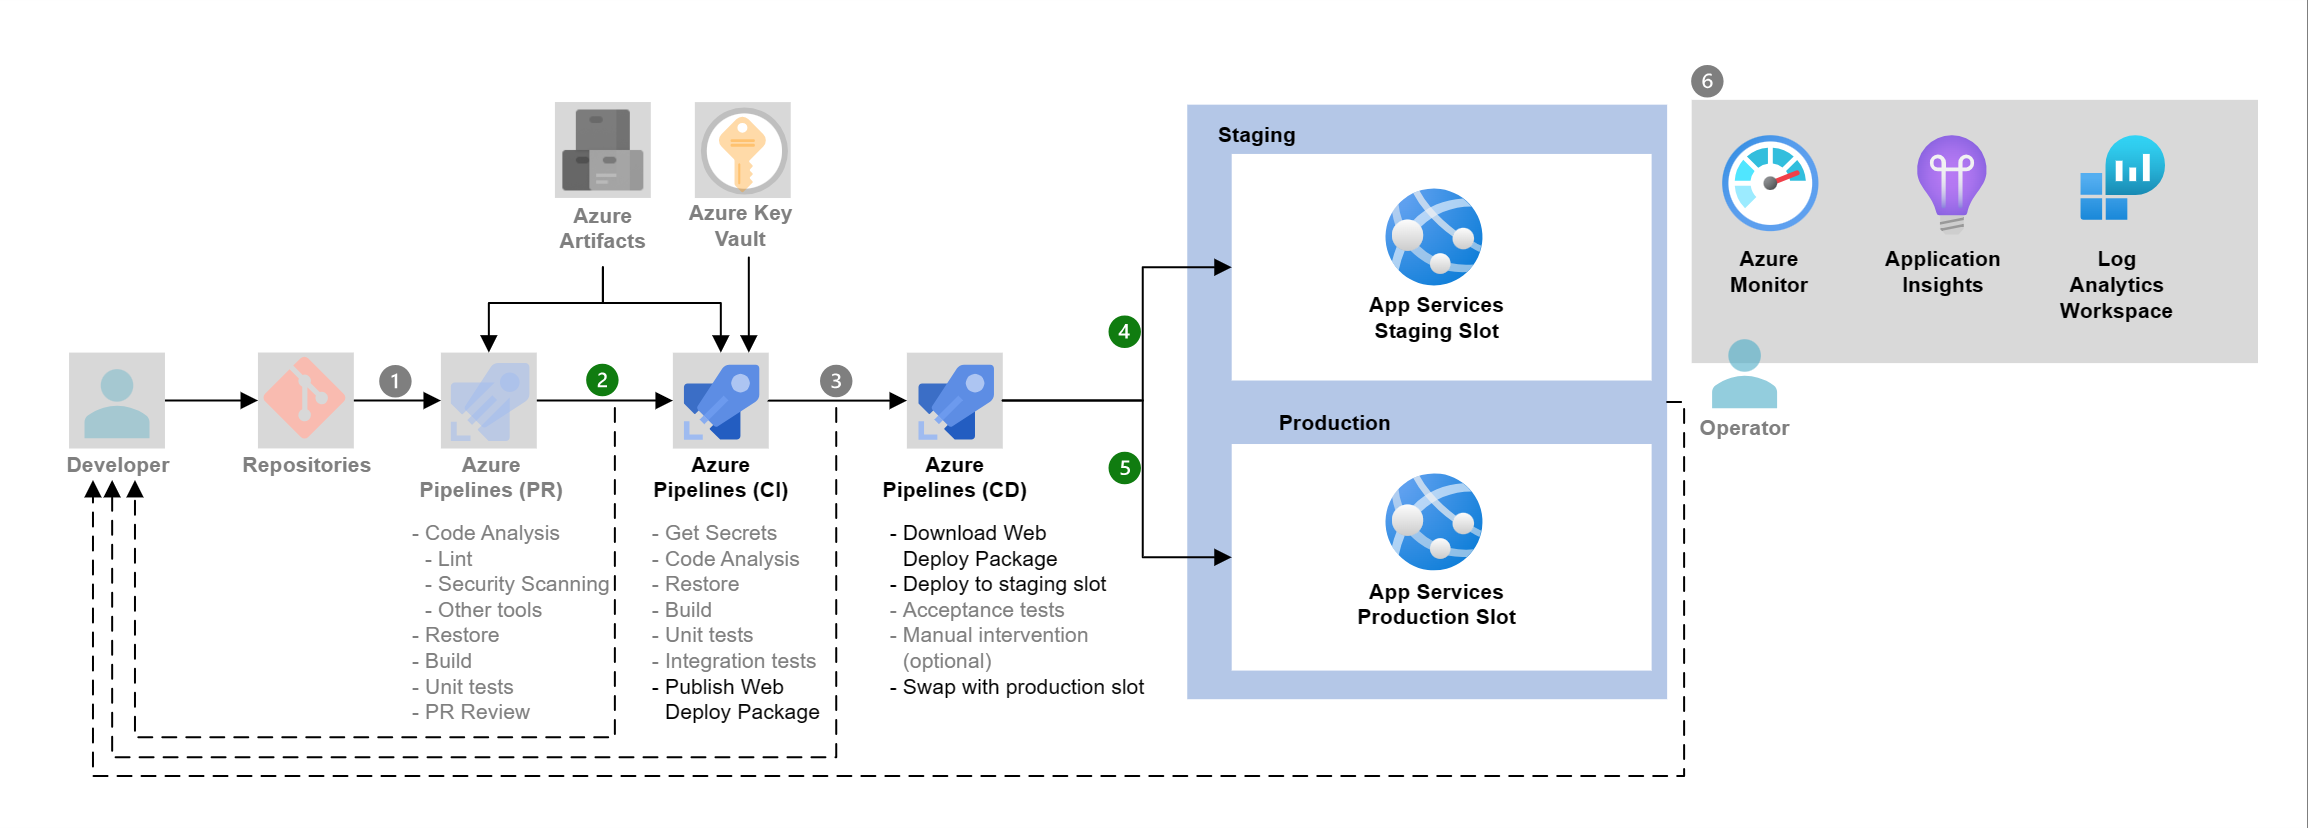 6
Staging
Azure
Artifacts
Azure Key
Vault
Azure
Monitor
Application
Insights
Log
Analytics
Workspace
App Services
Staging Slot
4
1
2
3
Operator
Production
5
Developer
Repositories
Azure
Pipelines (PR)
- Code Analysis
- Lint
- Security Scanning
- Other tools
- Restore
- Build
- Unit tests
- PR Review
Azure
Pipelines (CI)
- Get Secrets
- Code Analysis
- Restore
- Build
- Unit tests
- Integration tests
- Publish Web
Deploy Package
Azure
Pipelines (CD)
- Download Web
Deploy Package
- Deploy to staging slot
- Acceptance tests
- Manual intervention
(optional)
- Swap with production slot
App Services
Production Slot